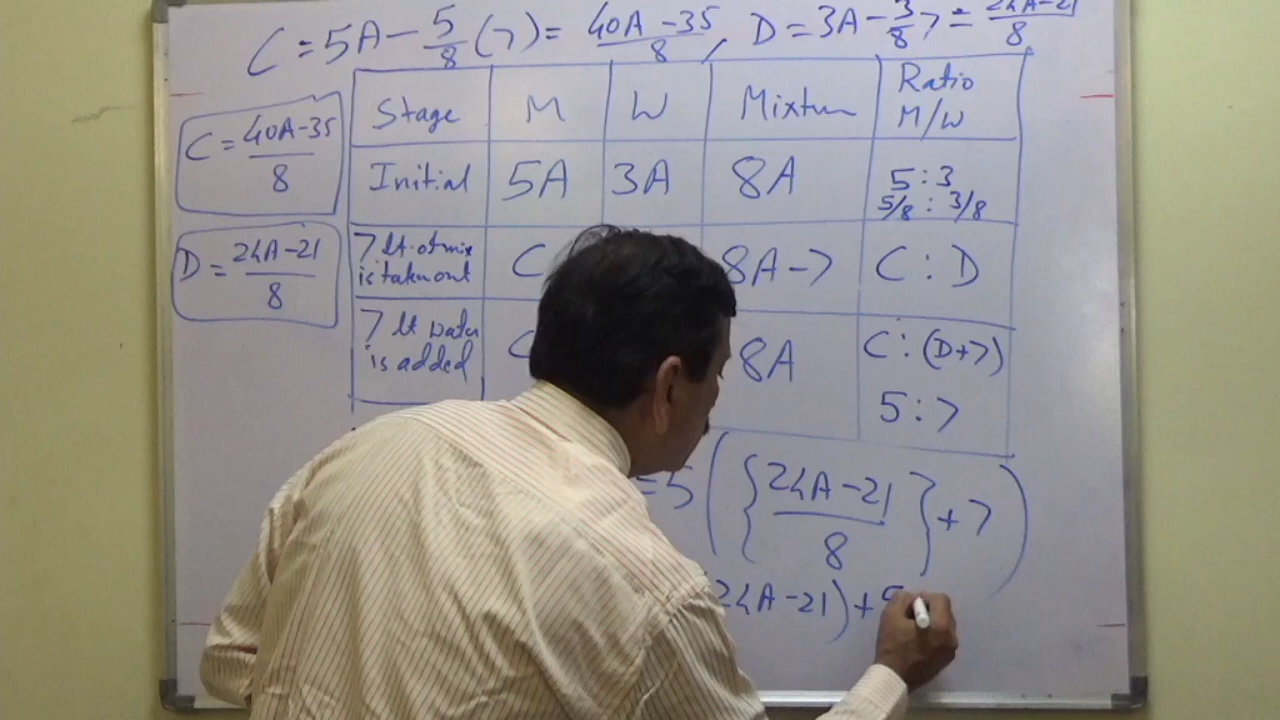 C = 5A - 5/8 (7) = 40A-35/8, D = 3A - 3/8 7 = 24A-21/8
C = 40A-35/8
D = 24A-21/8
Stage M W Mixture Ratio M/W
Initial 5A 3A 8A 5 : 3
5/8 : 3/8
7 lt. of mix is taken out C 8A-7 C : D
7 lt water is added C 8A C : (D+7)
5 : 7
= 5 ( { 24A-21/8 } + 7 )
24A-21) +